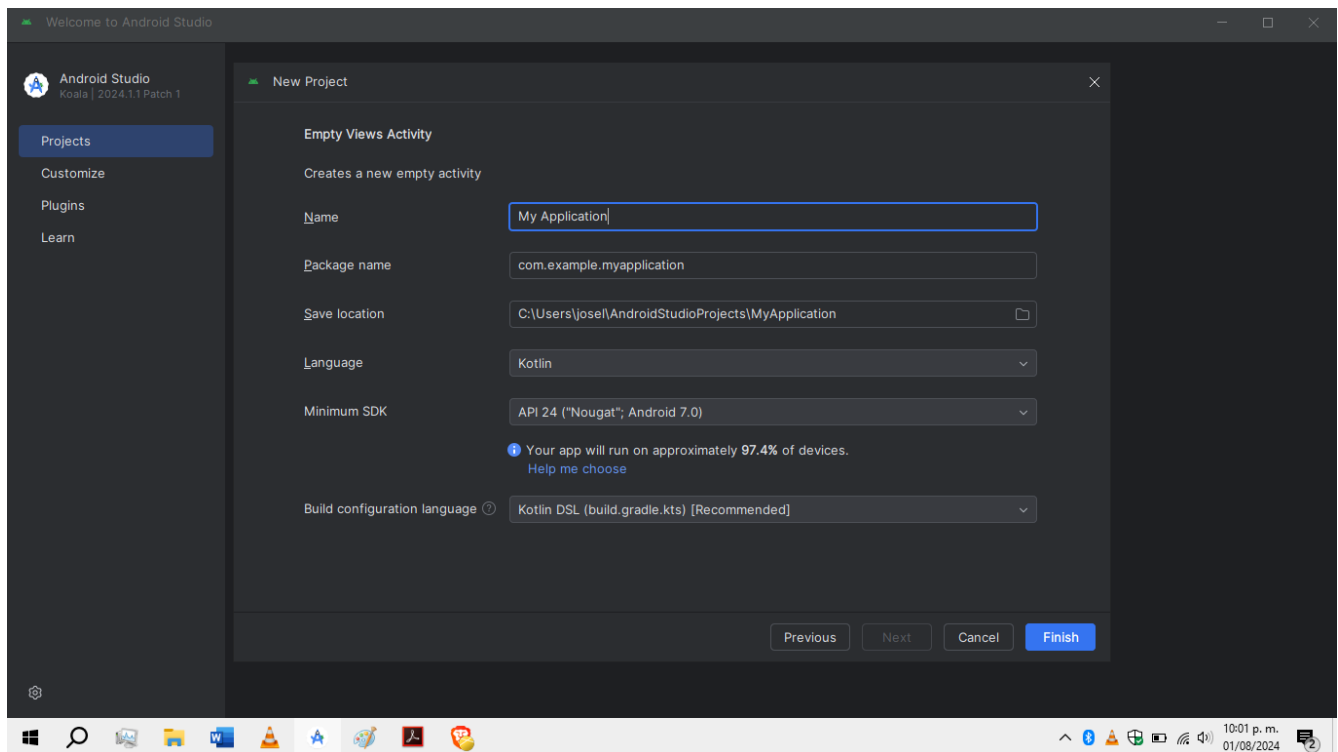 Welcome to Android Studio
Android Studio
Koala | 2024.1.1 Patch 1
Projects
Customize
Plugins
Learn
New Project
Empty Views Activity
Creates a new empty activity
Name My Application
Package name com.example.myapplication
Save location C:\Users\josel\AndroidStudioProjects\MyApplication
Language Kotlin
Minimum SDK API 24 ("Nougat"; Android 7.0)
Your app will run on approximately 97.4% of devices.
Help me choose
Build configuration language ? Kotlin DSL (build.gradle.kts) [Recommended]
Previous Next Cancel Finish
10:01 p. m.
01/08/2024
2